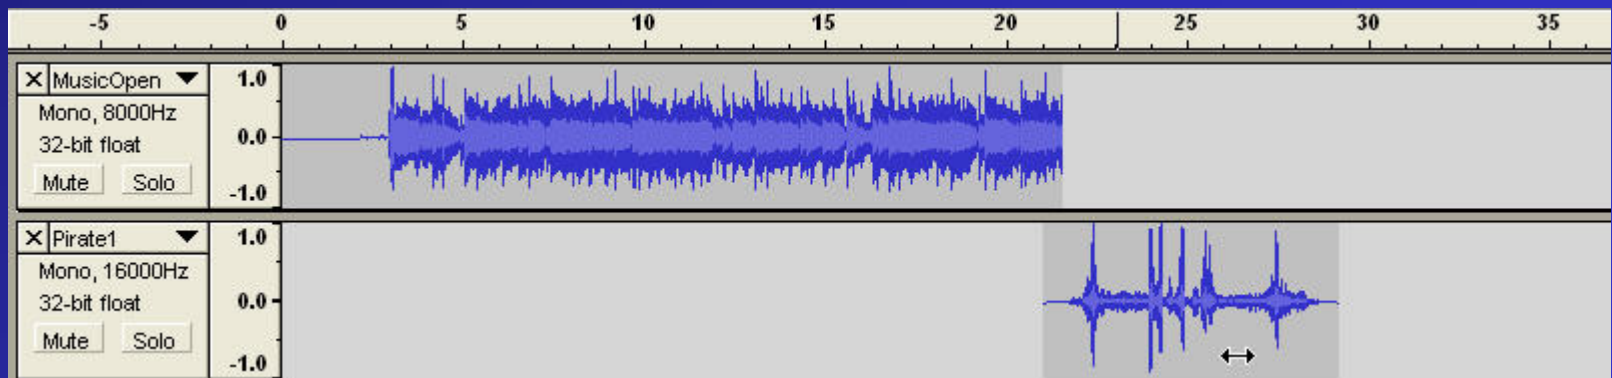 -5 0 5 10 15 20 25 30 35
X MusicOpen 1.0
Mono, 8000Hz
32-bit float 0.0
Mute Solo
-1.0
X Pirate1 1.0
Mono, 16000Hz
32-bit float 0.0
Mute Solo
-1.0